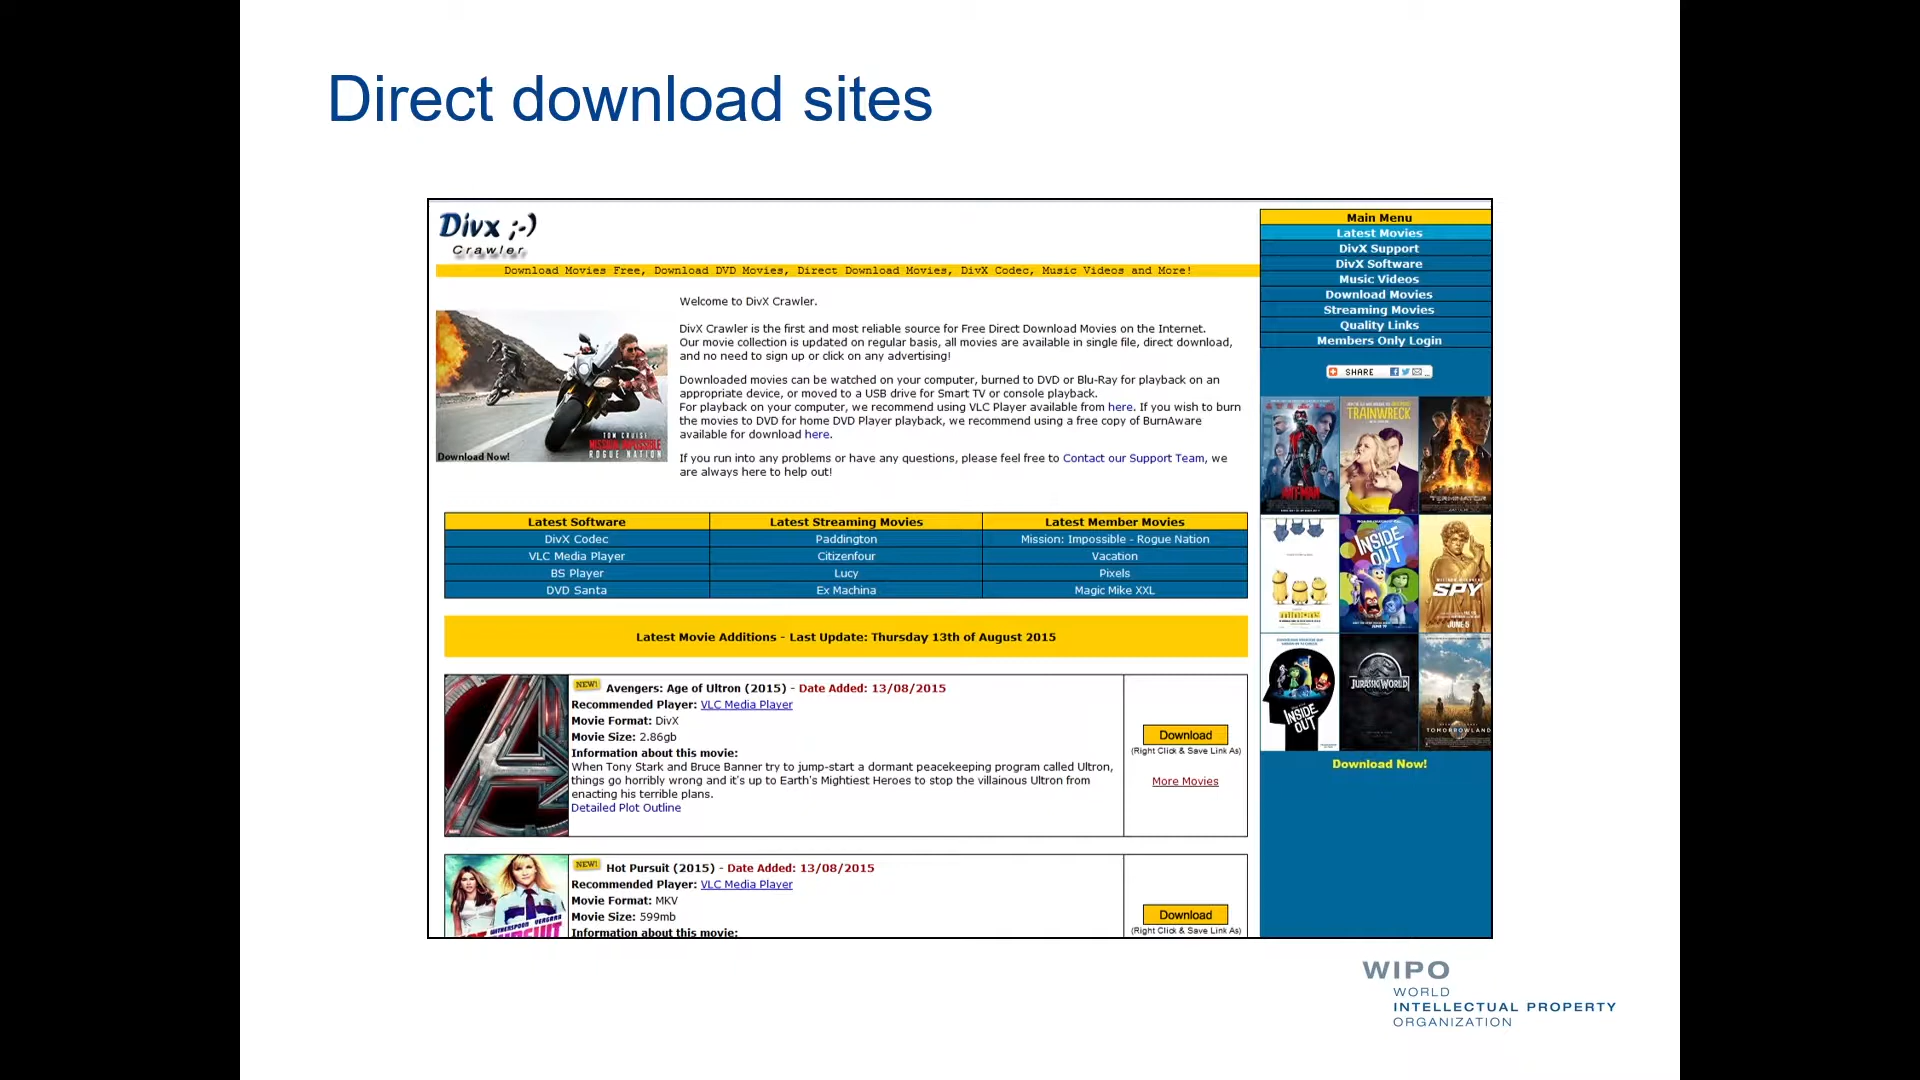 Direct download sites
Divx ;-)
Crawler
Download Movies Free, Download DVD Movies, Direct Download Movies, DivX Codec, Music Videos and More!
Welcome to DivX Crawler.
DivX Crawler is the first and most reliable source for Free Direct Download Movies on the Internet.
Our movie collection is updated on regular basis, all movies are available in single file, direct download,
and no need to sign up or click on any advertising!
Downloaded movies can be watched on your computer, burned to DVD or Blu-Ray for playback on an
appropriate device, or moved to a USB drive for Smart TV or console playback.
For playback on your computer, we recommend using VLC Player available from here. If you wish to burn
the movies to DVD for home DVD Player playback, we recommend using a free copy of BurnAware
available for download here.
If you run into any problems or have any questions, please feel free to Contact our Support Team, we
are always here to help out!
TOM CRUISE
MISSION: IMPOSSIBLE
ROGUE NATION
Download Now!
Latest Software Latest Streaming Movies Latest Member Movies
DivX Codec Paddington Mission: Impossible - Rogue Nation
VLC Media Player Citizenfour Vacation
BS Player Lucy Pixels
DVD Santa Ex Machina Magic Mike XXL
Latest Movie Additions - Last Update: Thursday 13th of August 2015
NEW! Avengers: Age of Ultron (2015) - Date Added: 13/08/2015
Recommended Player: VLC Media Player
Movie Format: DivX
Movie Size: 2.86gb
Information about this movie:
When Tony Stark and Bruce Banner try to jump-start a dormant peacekeeping program called Ultron,
things go horribly wrong and it's up to Earth's Mightiest Heroes to stop the villainous Ultron from
enacting his terrible plans.
Detailed Plot Outline
Download
(Right Click & Save Link As)
More Movies
NEW! Hot Pursuit (2015) - Date Added: 13/08/2015
Recommended Player: VLC Media Player
Movie Format: MKV
Movie Size: 599mb
Information about this movie:
Download
(Right Click & Save Link As)
WITHERSPOON VERGARA
PURSUIT
Main Menu
Latest Movies
DivX Support
DivX Software
Music Videos
Download Movies
Streaming Movies
Quality Links
Members Only Login
SHARE
ANT-MAN
TRAINWRECK
TERMINATOR
MINIONS
INSIDE
OUT
SPY
JUNE 5
INSIDE
OUT
JURASSIC WORLD
TOMORROWLAND
Download Now!
WIPO
WORLD
INTELLECTUAL PROPERTY
ORGANIZATION